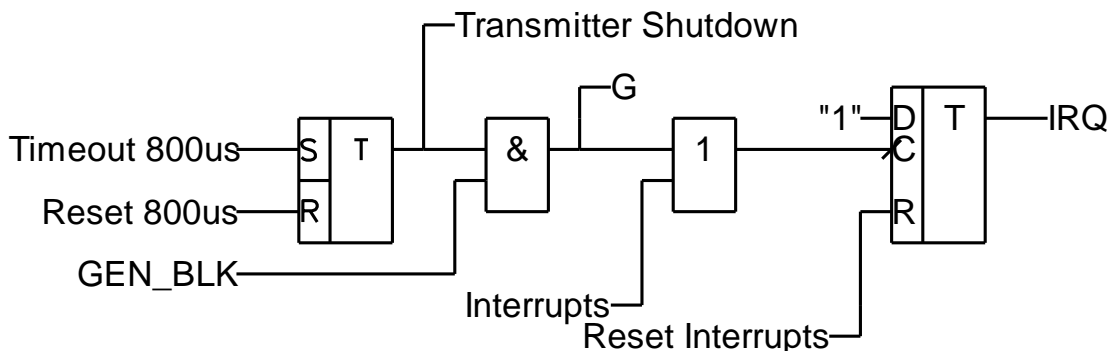 Transmitter Shutdown
G
"1" D T IRQ
Timeout 800us S T & 1 C
Reset 800us R R
GEN_BLK
Interrupts
Reset Interrupts